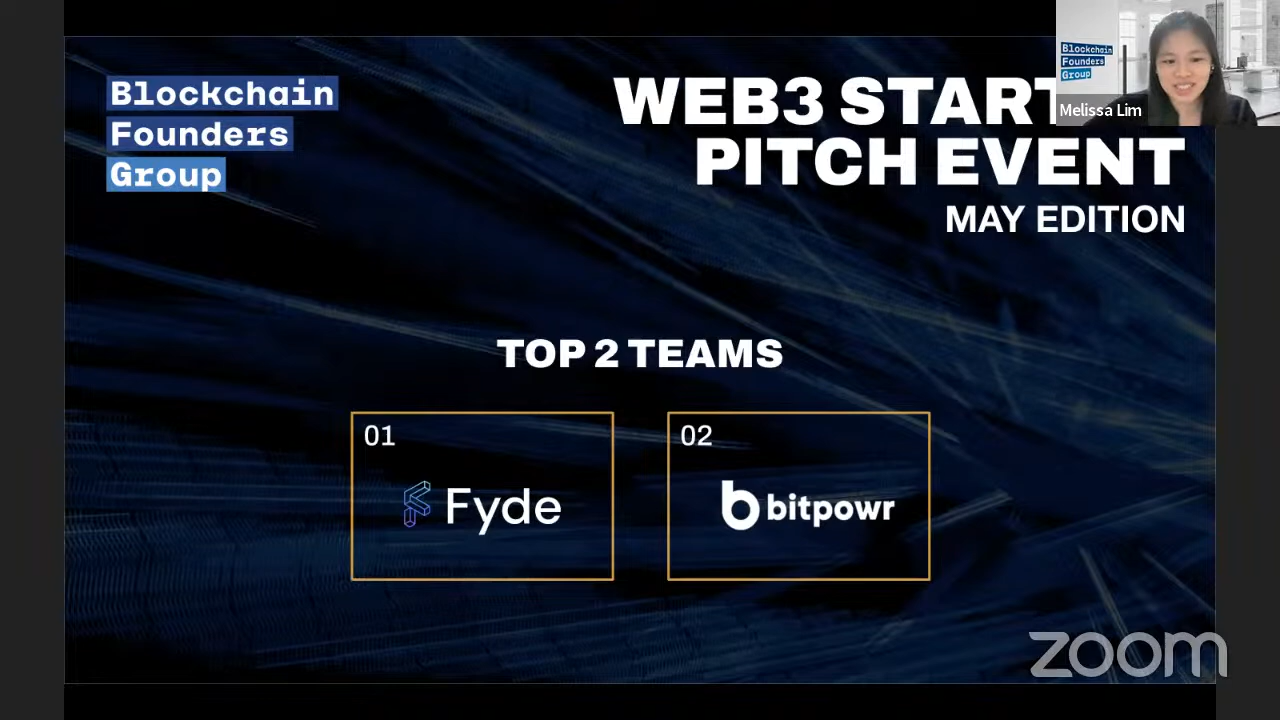 Blockchain
Founders
Group
WEB3 START
PITCH EVENT
MAY EDITION
Blockchain
Founders
Group
Melissa Lim
TOP 2 TEAMS
01
Fyde
02
bitpowr
zoom